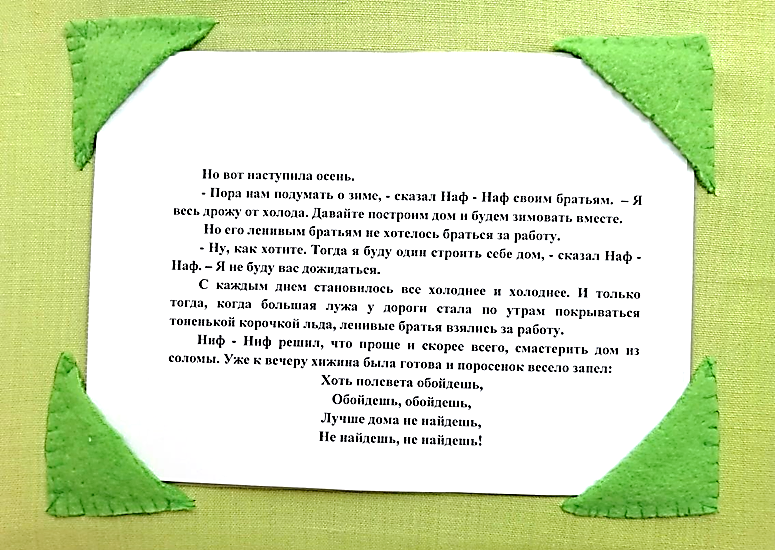 Но вот наступила осень.
- Пора нам подумать о зиме, - сказал Наф - Наф своим братьям. – Я
весь дрожу от холода. Давайте построим дом и будем зимовать вместе.
Но его ленивым братьям не хотелось браться за работу.
- Ну, как хотите. Тогда я буду один строить себе дом, - сказал Наф -
Наф. – Я не буду вас дожидаться.
С каждым днем становилось все холоднее и холоднее. И только
тогда, когда большая лужа у дороги стала по утрам покрываться
тоненькой корочкой льда, ленивые братья взялись за работу.
Ниф - Ниф решил, что проще и скорее всего, смастерить дом из
соломы. Уже к вечеру хижина была готова и поросенок весело запел:
Хоть полсвета обойдешь,
Обойдешь, обойдешь,
Лучше дома не найдешь,
Не найдешь, не найдешь!